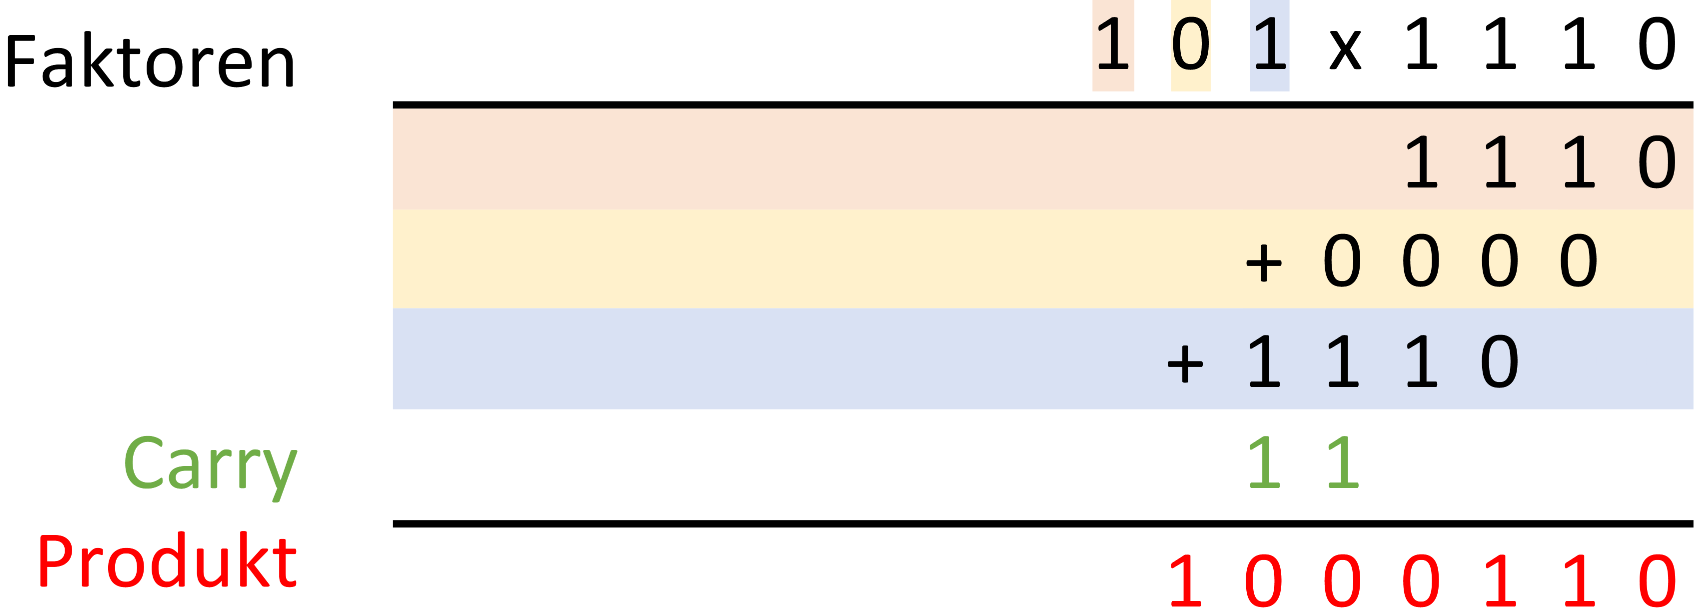 Faktoren 1 0 1 x 1 1 1 0
1 1 1 0
+ 0 0 0 0
+ 1 1 1 0
Carry 1 1
Produkt 1 0 0 0 1 1 0